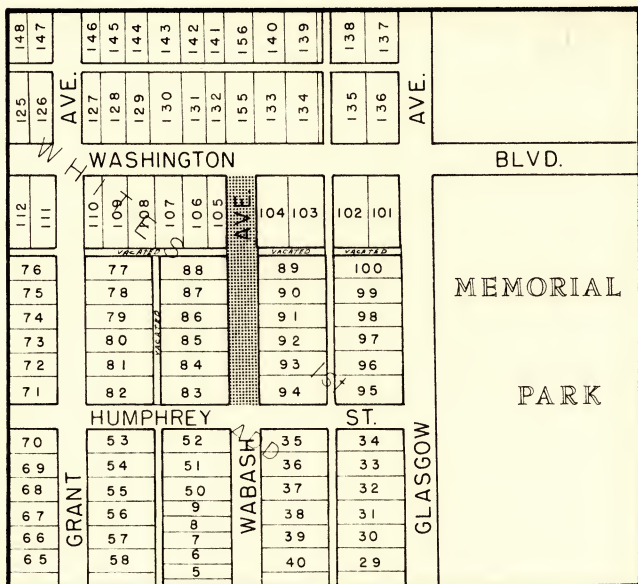 148 147 146 145 144 143 142 141 156 140 139 138 137
AVE. AVE.
125 126 127 128 129 130 131 132 155 133 134 135 136
WASHINGTON BLVD.
112 111 110 109 108 107 106 105 AVE. 104 103 102 101
WHITES 1ST ADD
VACATED VACATED VACATED
76 77 88 89 100
75 78 87 90 99
MEMORIAL
74 79 86 91 98
VACATED
73 80 85 92 97
72 81 84 93 96
71 82 83 94 95
PARK
HUMPHREY ST.
70 53 52 35 34
69 54 51 36 33
68 55 50 37 32
67 56 9 38 31
8
66 57 7 39 30
65 58 6 40 29
5
GRANT WABASH GLASGOW